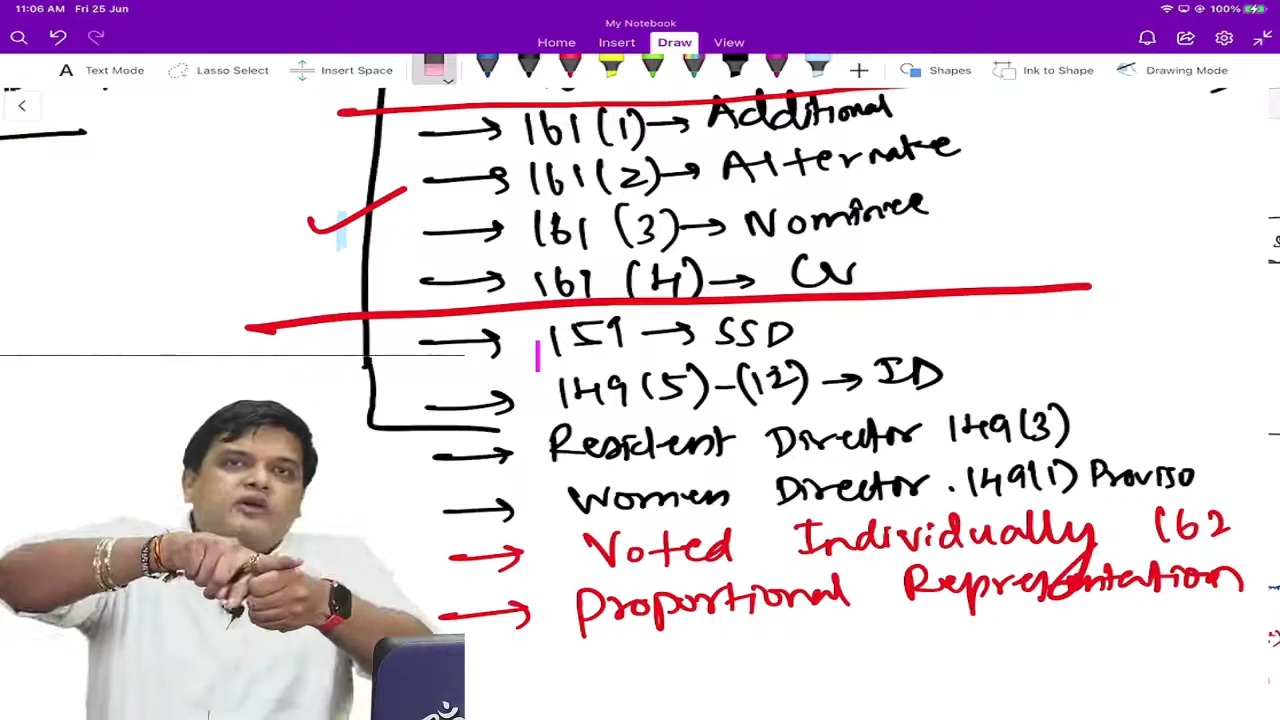 11:06 AM Fri 25 Jun
100%
My Notebook
Home Insert Draw View
Text Mode Lasso Select Insert Space Shapes Ink to Shape Drawing Mode
161(1) → Additional
161(2) → Alternate
161 (3) → Nominee
161 (4) → CV
159 → SSD
149(5)-(12) → ID
Resident Director 149(3)
Women Director . 149(1) Proviso
Voted Individually 162
Proportional Representation